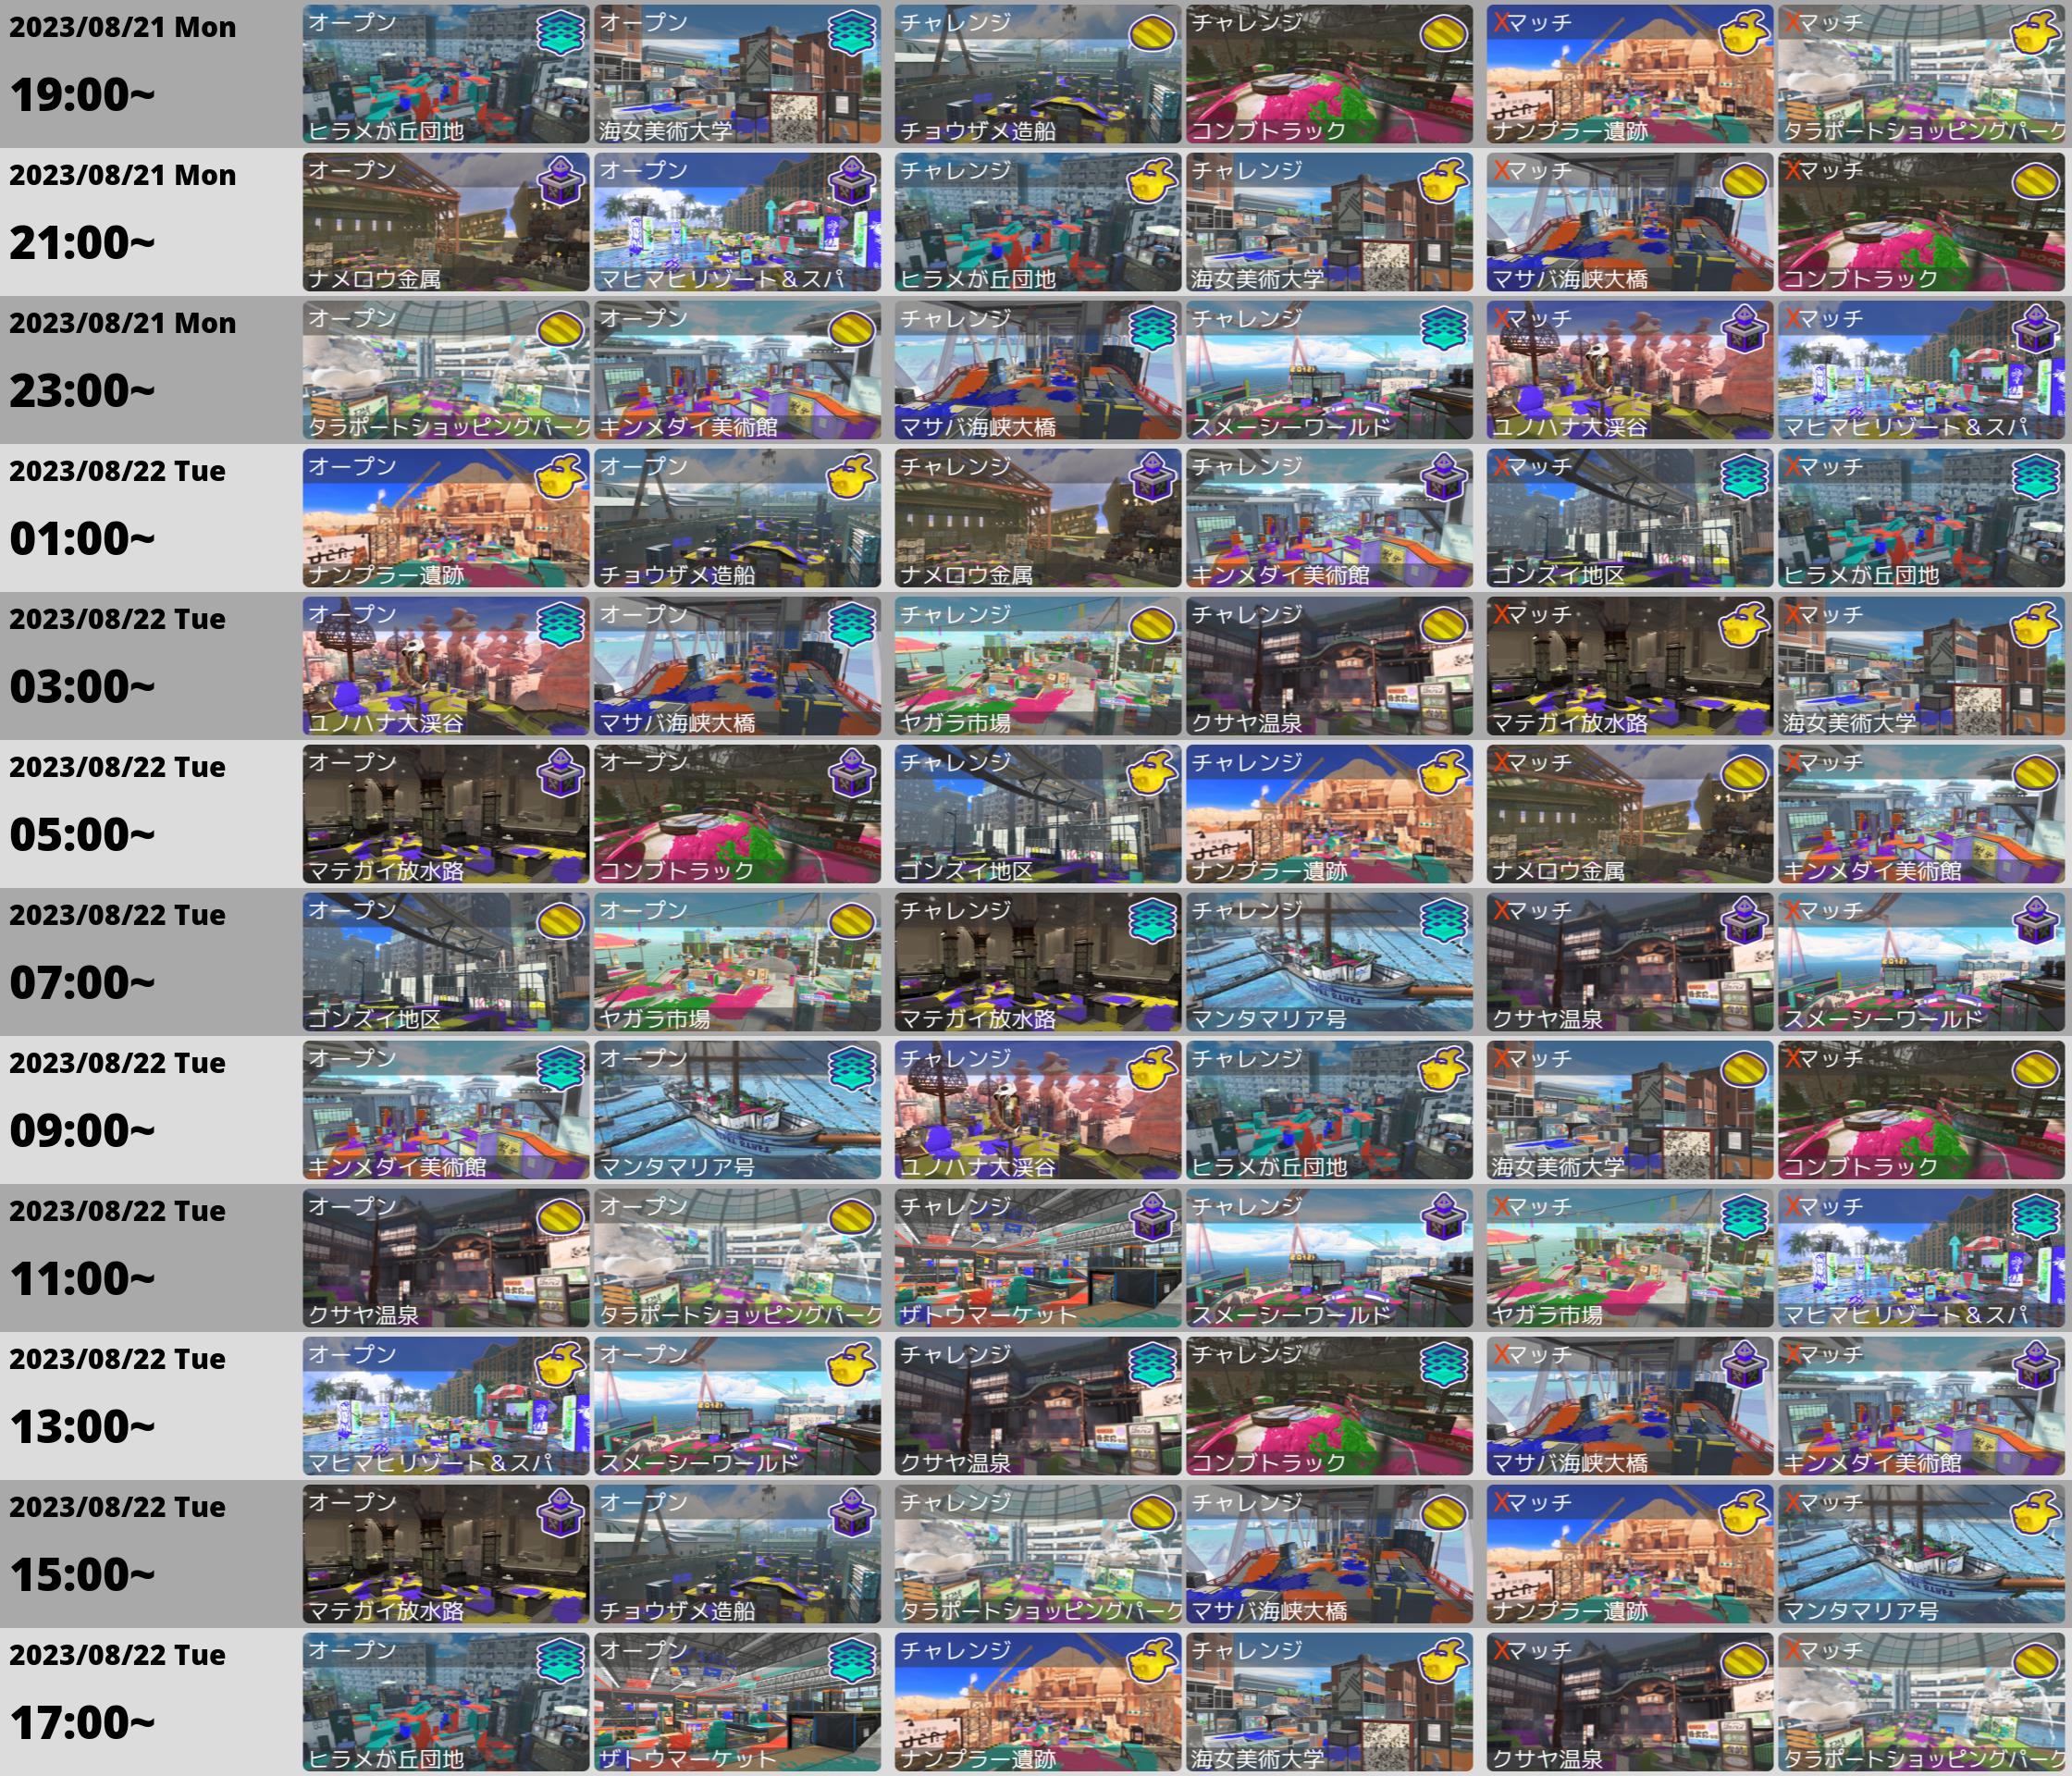 2023/08/21 Mon
19:00~
オープン オープン チャレンジ チャレンジ Xマッチ Xマッチ
ヒラメが丘団地 海女美術大学 チョウザメ造船 コンブトラック ナンプラー遺跡 タラポートショッピングパーク
2023/08/21 Mon
21:00~
オープン オープン チャレンジ チャレンジ Xマッチ Xマッチ
ナメロウ金属 マヒマヒリゾート&スパ ヒラメが丘団地 海女美術大学 マサバ海峡大橋 コンブトラック
2023/08/21 Mon
23:00~
オープン オープン チャレンジ チャレンジ Xマッチ Xマッチ
タラポートショッピングパーク キンメダイ美術館 マサバ海峡大橋 スメーシーワールド ユノハナ大渓谷 マヒマヒリゾート&スパ
2023/08/22 Tue
01:00~
オープン オープン チャレンジ チャレンジ Xマッチ Xマッチ
ナンプラー遺跡 チョウザメ造船 ナメロウ金属 キンメダイ美術館 ゴンズイ地区 ヒラメが丘団地
2023/08/22 Tue
03:00~
オープン オープン チャレンジ チャレンジ Xマッチ Xマッチ
ユノハナ大渓谷 マサバ海峡大橋 ヤガラ市場 クサヤ温泉 マテガイ放水路 海女美術大学
2023/08/22 Tue
05:00~
オープン オープン チャレンジ チャレンジ Xマッチ Xマッチ
マテガイ放水路 コンブトラック ゴンズイ地区 ナンプラー遺跡 ナメロウ金属 キンメダイ美術館
2023/08/22 Tue
07:00~
オープン オープン チャレンジ チャレンジ Xマッチ Xマッチ
ゴンズイ地区 ヤガラ市場 マテガイ放水路 マンタマリア号 クサヤ温泉 スメーシーワールド
2023/08/22 Tue
09:00~
オープン オープン チャレンジ チャレンジ Xマッチ Xマッチ
キンメダイ美術館 マンタマリア号 ユノハナ大渓谷 ヒラメが丘団地 海女美術大学 コンブトラック
2023/08/22 Tue
11:00~
オープン オープン チャレンジ チャレンジ Xマッチ Xマッチ
クサヤ温泉 タラポートショッピングパーク ザトウマーケット スメーシーワールド ヤガラ市場 マヒマヒリゾート&スパ
2023/08/22 Tue
13:00~
オープン オープン チャレンジ チャレンジ Xマッチ Xマッチ
マヒマヒリゾート&スパ スメーシーワールド クサヤ温泉 コンブトラック マサバ海峡大橋 キンメダイ美術館
2023/08/22 Tue
15:00~
オープン オープン チャレンジ チャレンジ Xマッチ Xマッチ
マテガイ放水路 チョウザメ造船 タラポートショッピングパーク マサバ海峡大橋 ナンプラー遺跡 マンタマリア号
2023/08/22 Tue
17:00~
オープン オープン チャレンジ チャレンジ Xマッチ Xマッチ
ヒラメが丘団地 ザトウマーケット ナンプラー遺跡 海女美術大学 クサヤ温泉 タラポートショッピングパーク